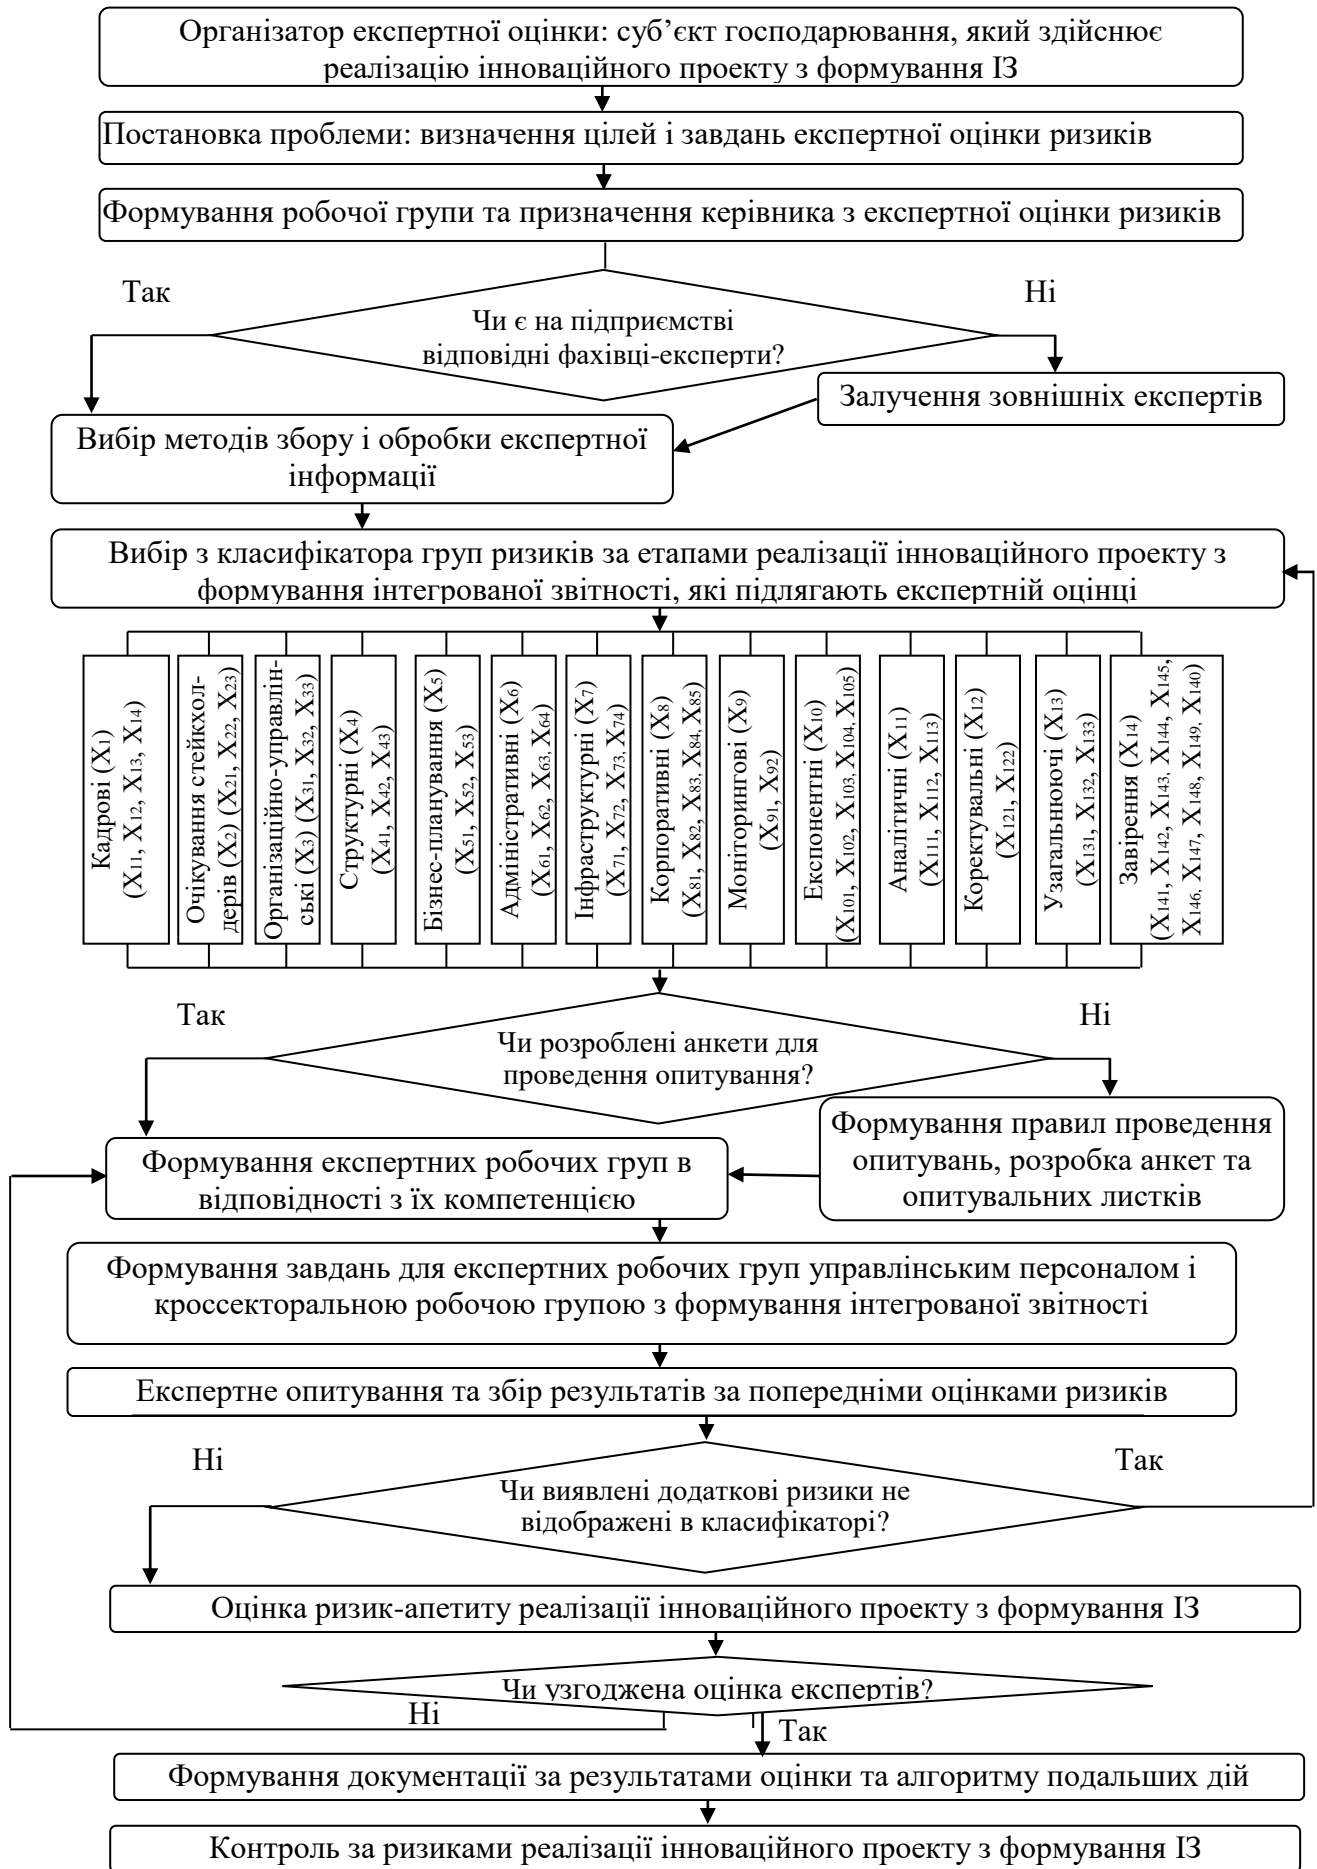 Організатор експертної оцінки: суб’єкт господарювання, який здійснює
реалізацію інноваційного проекту з формування ІЗ
Постановка проблеми: визначення цілей і завдань експертної оцінки ризиків
Формування робочої групи та призначення керівника з експертної оцінки ризиків
Так
Ні
Чи є на підприємстві
відповідні фахівці-експерти?
Залучення зовнішніх експертів
Вибір методів збору і обробки експертної
інформації
Вибір з класифікатора груп ризиків за етапами реалізації інноваційного проекту з
формування інтегрованої звітності, які підлягають експертній оцінці
Кадрові (X1)
(X11, X12, X13, X14)
Очікування стейкхол-
дерів (X2) (X21, X22, X23)
Організаційно-управлін-
ські (X3) (X31, X32, X33)
Структурні (X4)
(X41, X42, X43)
Бізнес-планування (X5)
(X51, X52, X53)
Адміністративні (X6)
(X61, X62, X63, X64)
Інфраструктурні (X7)
(X71, X72, X73, X74)
Корпоративні (X8)
(X81, X82, X83, X84, X85)
Моніторингові (X9)
(X91, X92)
Експонентні (X10)
(X101, X102, X103, X104, X105)
Аналітичні (X11)
(X111, X112, X113)
Коректувальні (X12)
(X121, X122)
Узагальнюючі (X13)
(X131, X132, X133)
Завірення (X14)
(X141, X142, X143, X144, X145,
X146, X147, X148, X149, X140)
Так
Ні
Чи розроблені анкети для
проведення опитування?
Формування правил проведення
опитувань, розробка анкет та
опитувальних листків
Формування експертних робочих груп в
відповідності з їх компетенцією
Формування завдань для експертних робочих груп управлінським персоналом і
кроссекторальною робочою групою з формування інтегрованої звітності
Експертне опитування та збір результатів за попередніми оцінками ризиків
Ні
Так
Чи виявлені додаткові ризики не
відображені в класифікаторі?
Оцінка ризик-апетиту реалізації інноваційного проекту з формування ІЗ
Чи узгоджена оцінка експертів?
Ні
Так
Формування документації за результатами оцінки та алгоритму подальших дій
Контроль за ризиками реалізації інноваційного проекту з формування ІЗ